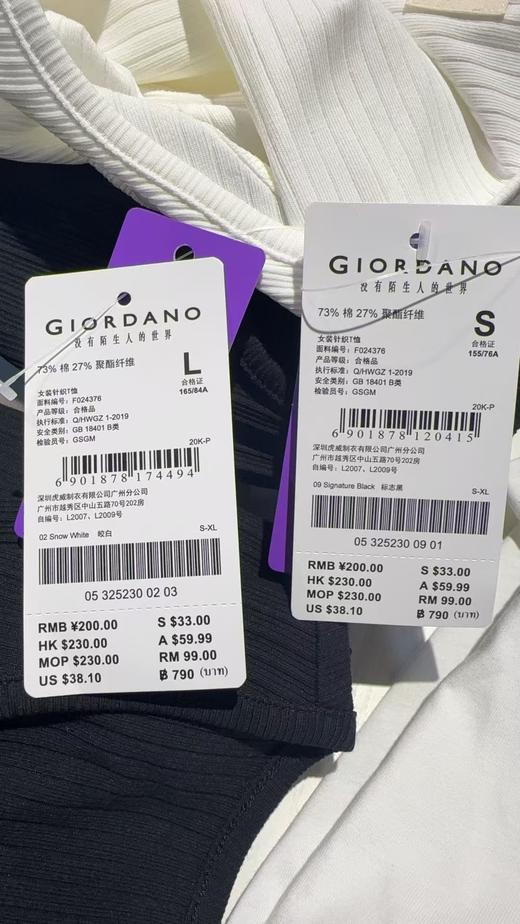 GIORDANO
没有陌生人的世界
73% 棉 27% 聚酯纤维
L
合格证
165/84A
女装针织T恤
面料编号：F024376
产品等级：合格品
执行标准：Q/HWGZ 1-2019
安全类别：GB 18401 B类
检验员号：GSGM
20K-P
6 901878 174494
深圳虎威制衣有限公司广州分公司
广州市越秀区中山五路70号202房
自编号：L2007、L2009号
02 Snow White 皎白
S-XL
05 325230 02 03
RMB ¥200.00 S $33.00
HK $230.00 A $59.99
MOP $230.00 RM 99.00
US $38.10 ฿ 790 (บาท)
GIORDANO
没有陌生人的世界
73% 棉 27% 聚酯纤维
S
合格证
155/76A
女装针织T恤
面料编号：F024376
产品等级：合格品
执行标准：Q/HWGZ 1-2019
安全类别：GB 18401 B类
检验员号：GSGM
20K-P
6 901878 120415
深圳虎威制衣有限公司广州分公司
广州市越秀区中山五路70号202房
自编号：L2007、L2009号
09 Signature Black 标志黑
S-XL
05 325230 09 01
RMB ¥200.00 S $33.00
HK $230.00 A $59.99
MOP $230.00 RM 99.00
US $38.10 ฿ 790 (บาท)